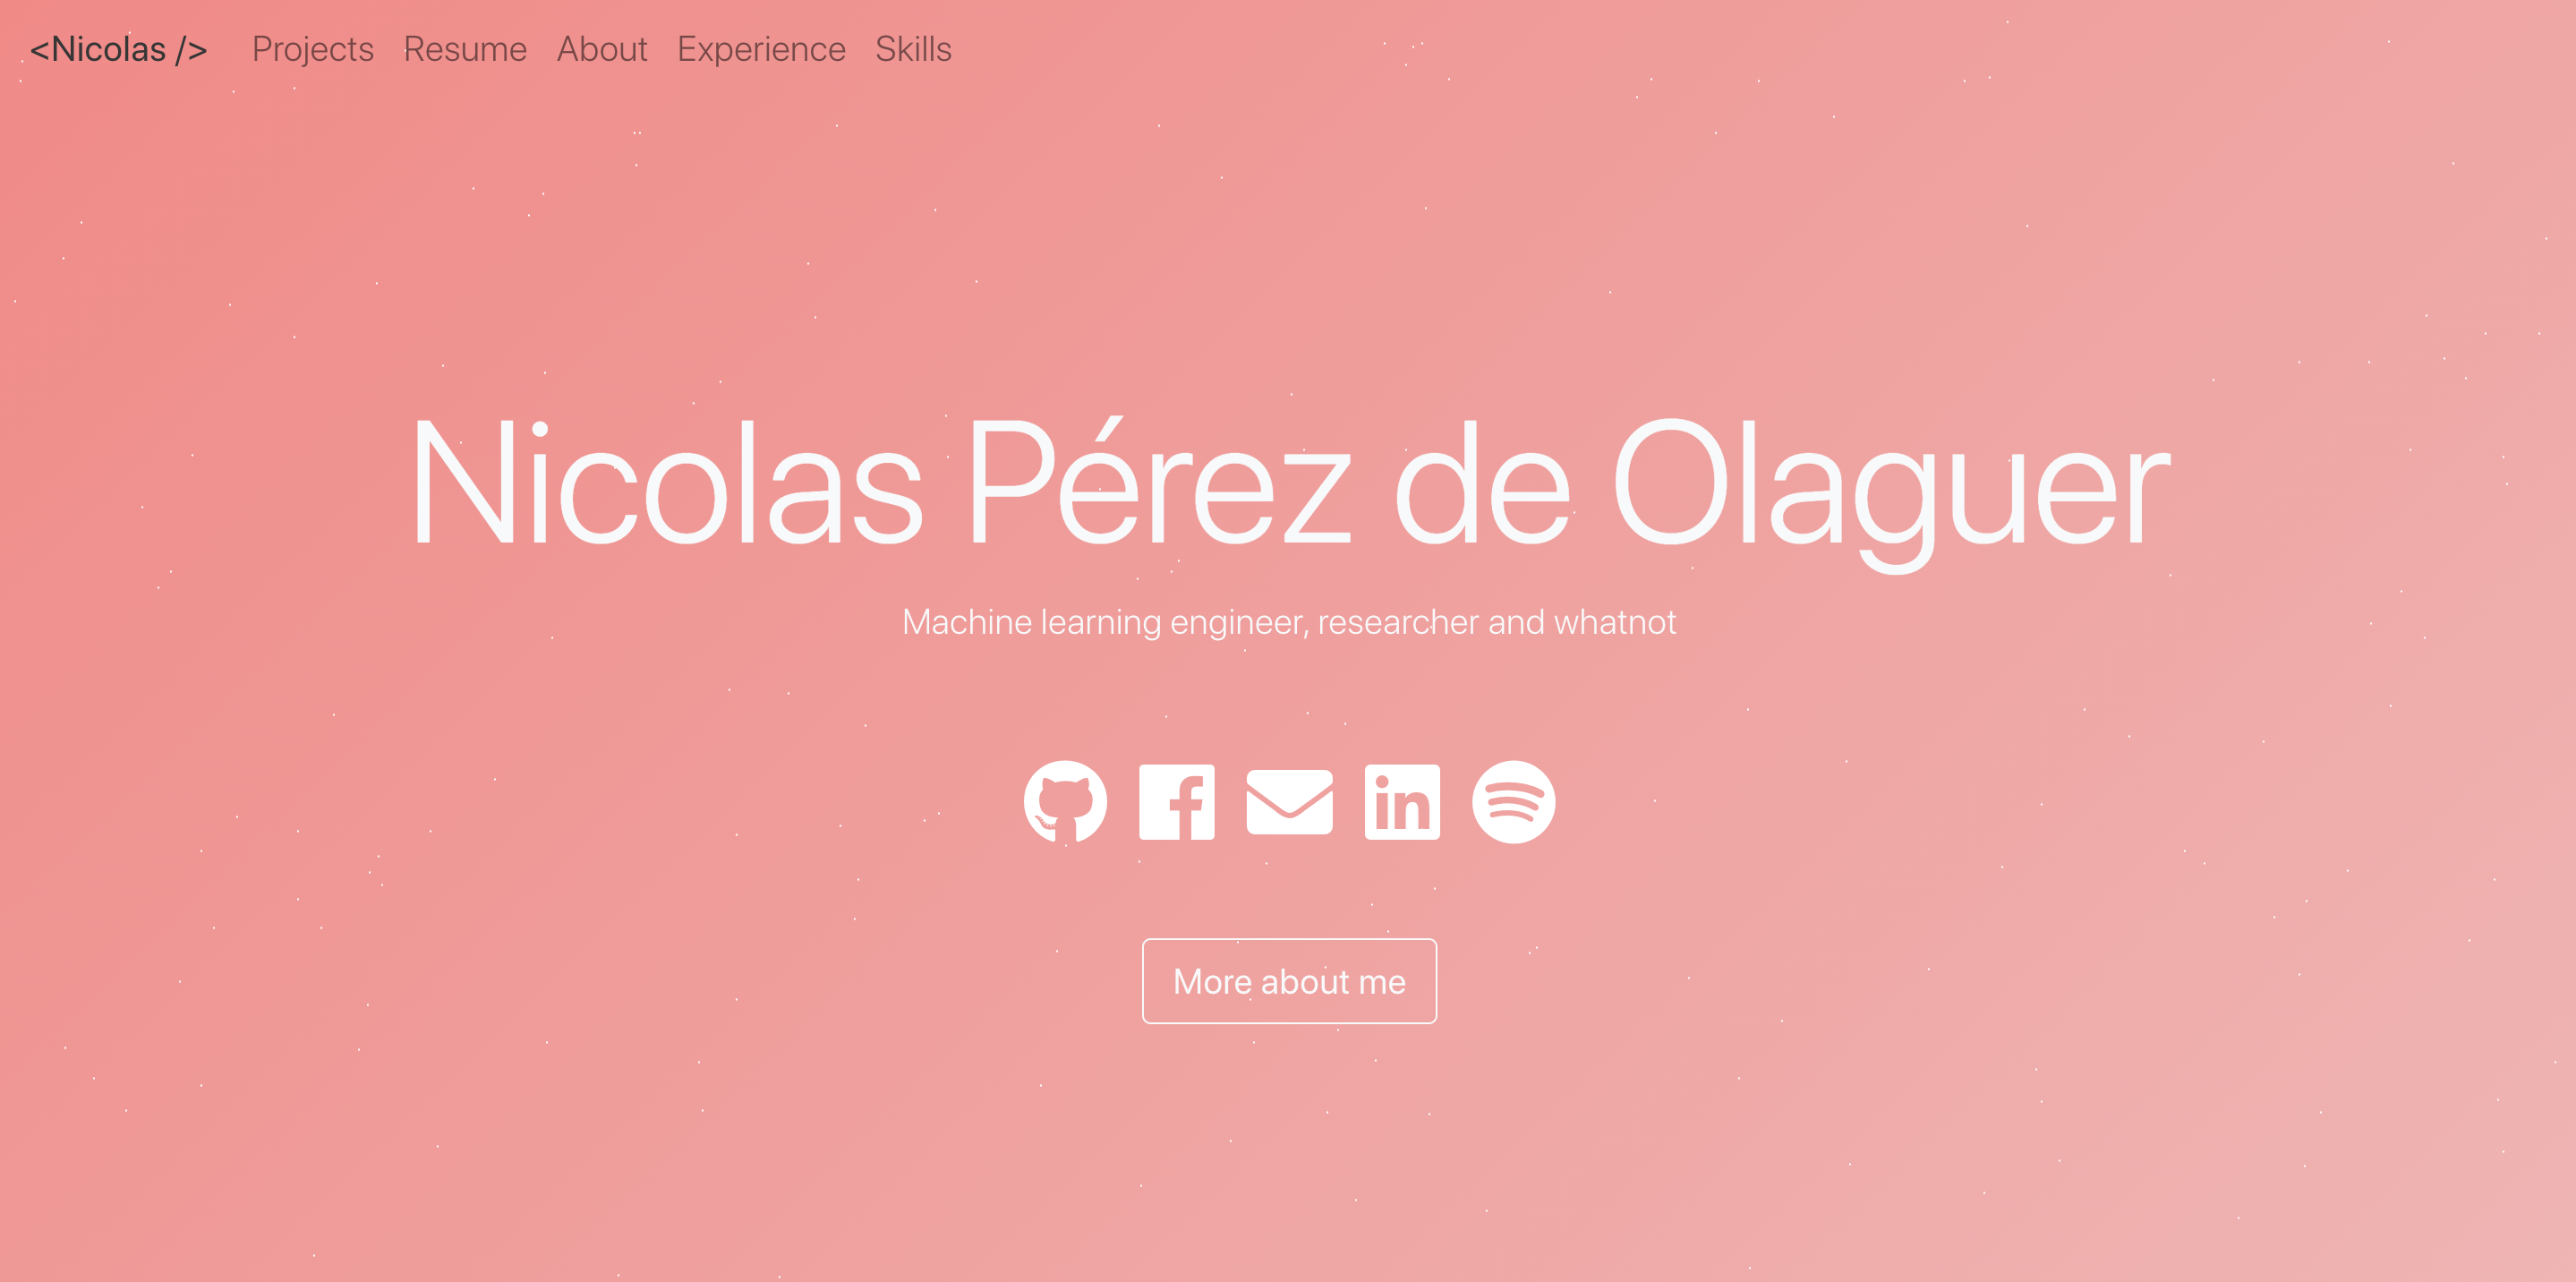 <Nicolas /> Projects Resume About Experience Skills
Nicolas Pérez de Olaguer
Machine learning engineer, researcher and whatnot
More about me